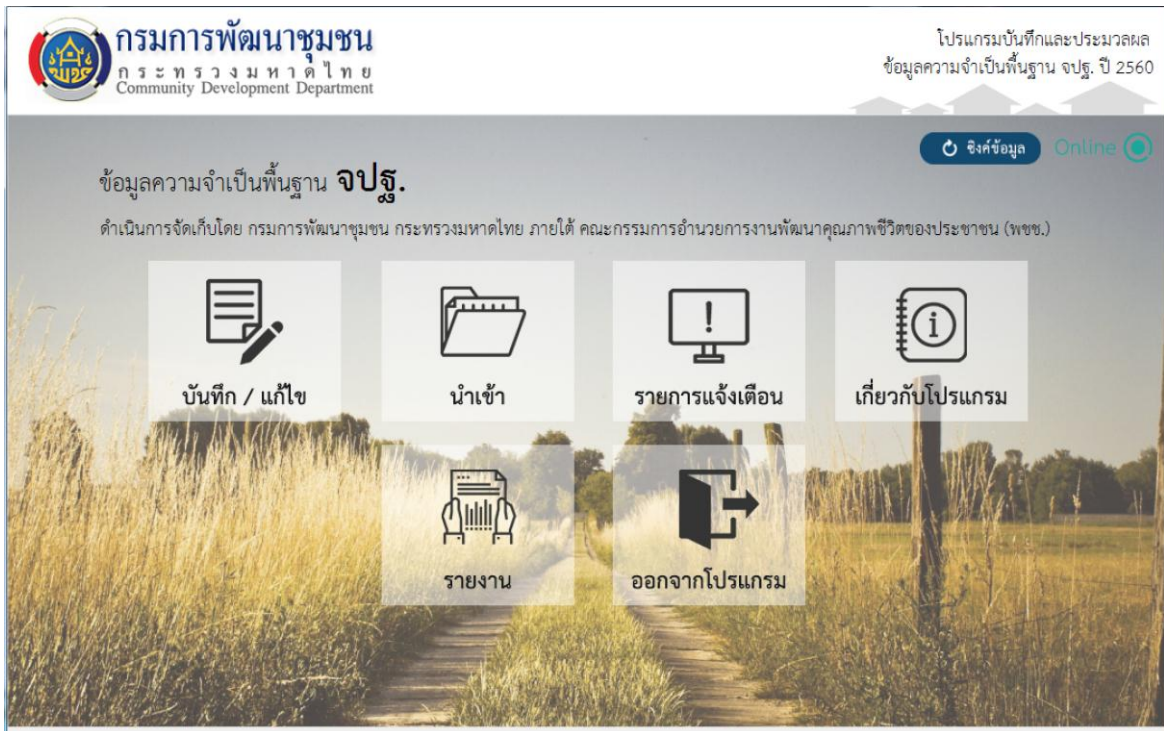 กรมการพัฒนาชุมชน
กระทรวงมหาดไทย
Community Development Department
โปรแกรมบันทึกและประมวลผล
ข้อมูลความจำเป็นพื้นฐาน จปฐ. ปี 2560
ซิงค์ข้อมูล Online
ข้อมูลความจำเป็นพื้นฐาน จปฐ.
ดำเนินการจัดเก็บโดย กรมการพัฒนาชุมชน กระทรวงมหาดไทย ภายใต้ คณะกรรมการอำนวยการงานพัฒนาคุณภาพชีวิตของประชาชน (พชช.)
บันทึก / แก้ไข
นำเข้า
รายการแจ้งเตือน
เกี่ยวกับโปรแกรม
รายงาน
ออกจากโปรแกรม